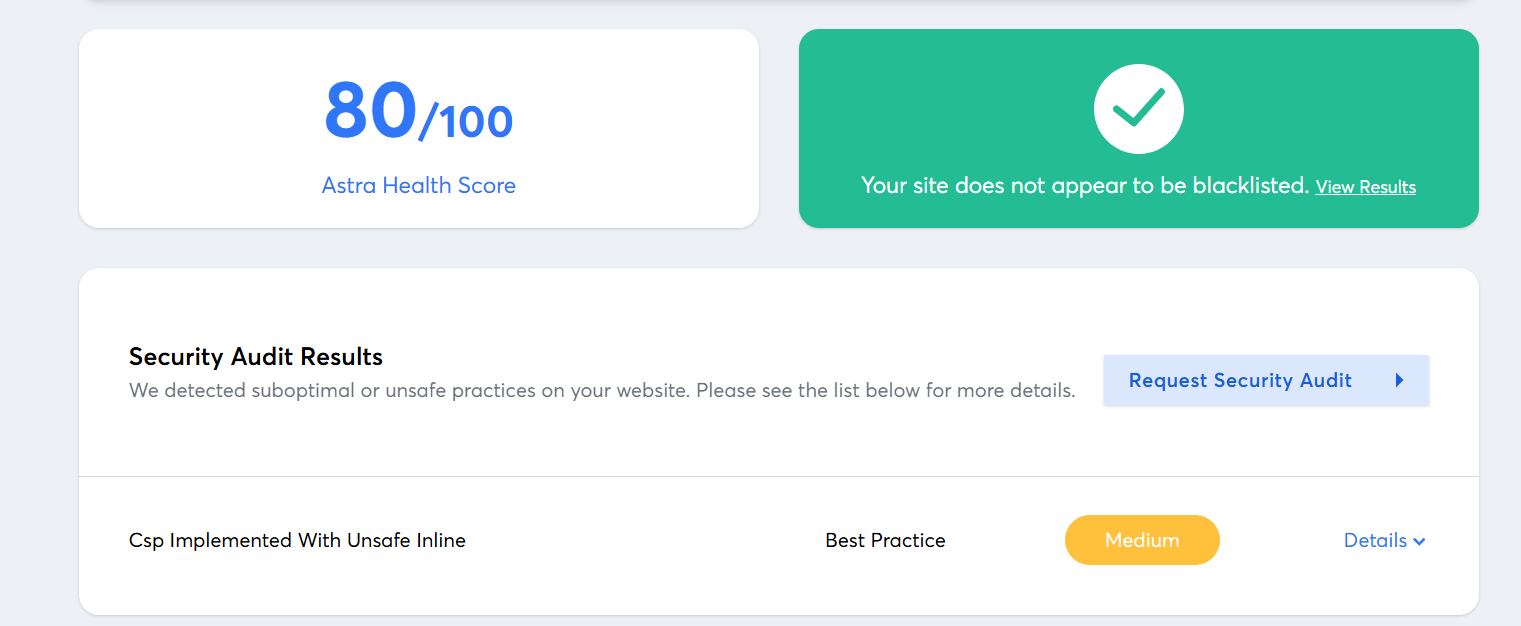 80/100
Astra Health Score
Your site does not appear to be blacklisted. View Results
Security Audit Results
We detected suboptimal or unsafe practices on your website. Please see the list below for more details.
Request Security Audit
Csp Implemented With Unsafe Inline
Best Practice
Medium
Details